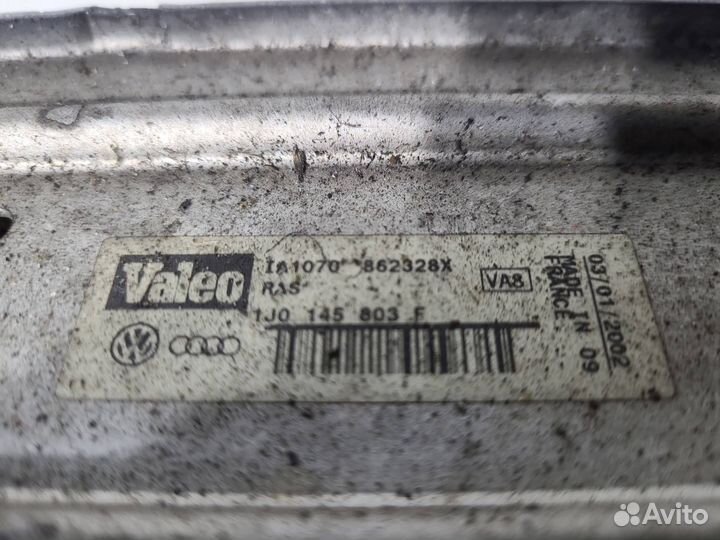 Valeo
IA1070 862328X
RAS
VA8
1J0 145 803 F
MADE IN 09
FRANCE.
03/01/2002
Avito